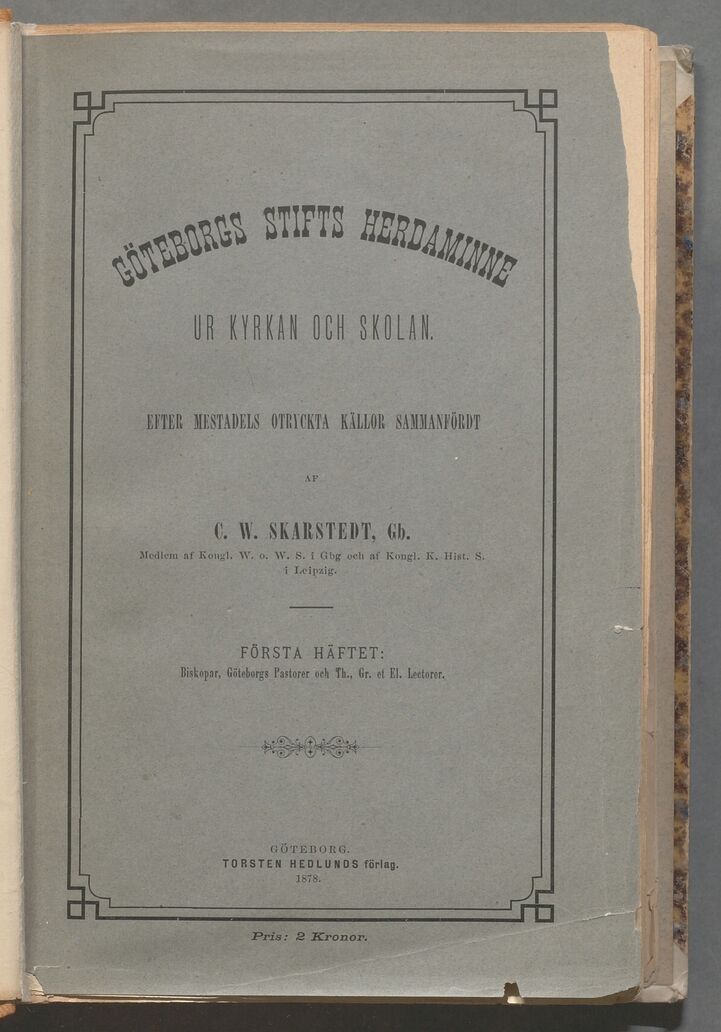 GÖTEBORGS STIFTS HERDAMINNE
UR KYRKAN OCH SKOLAN.
EFTER MESTADELS OTRYCKTA KÄLLOR SAMMANFÖRDT
AF
C. W. SKARSTEDT, Gb.
Medlem af Kongl. W. o. W. S. i Gbg och af Kongl. K. Hist. S.
i Leipzig.
FÖRSTA HÄFTET:
Biskopar, Göteborgs Pastorer och Th., Gr. et El. Lectorer.
GÖTEBORG.
TORSTEN HEDLUNDS förlag.
1878.
Pris: 2 Kronor.